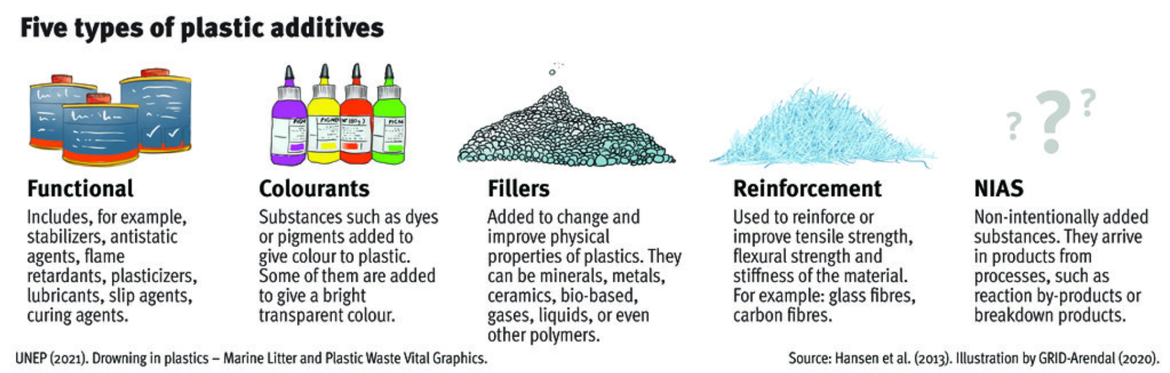 Five types of plastic additives
PIGM
PIGME
PIGM
Functional
Includes, for example,
stabilizers, antistatic
agents, flame
retardants, plasticizers,
lubricants, slip agents,
curing agents.
Colourants
Substances such as dyes
or pigments added to
give colour to plastic.
Some of them are added
to give a bright
transparent colour.
Fillers
Added to change and
improve physical
properties of plastics. They
can be minerals, metals,
ceramics, bio-based,
gases, liquids, or even
other polymers.
Reinforcement
Used to reinforce or
improve tensile strength,
flexural strength and
stiffness of the material.
For example: glass fibres,
carbon fibres.
? ? ?
NIAS
Non-intentionally added
substances. They arrive
in products from
processes, such as
reaction by-products or
breakdown products.
UNEP (2021). Drowning in plastics – Marine Litter and Plastic Waste Vital Graphics.
Source: Hansen et al. (2013). Illustration by GRID-Arendal (2020).